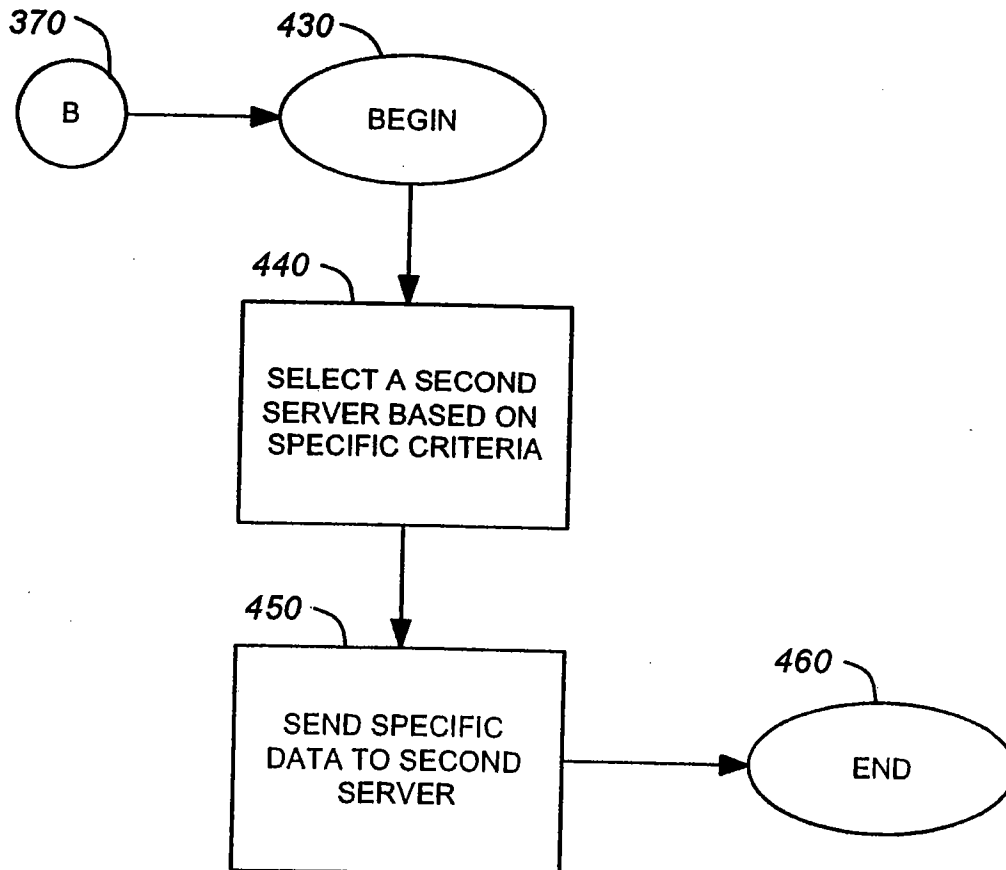 370
430
B
BEGIN
440
SELECT A SECOND
SERVER BASED ON
SPECIFIC CRITERIA
450
460
SEND SPECIFIC
DATA TO SECOND
SERVER
END